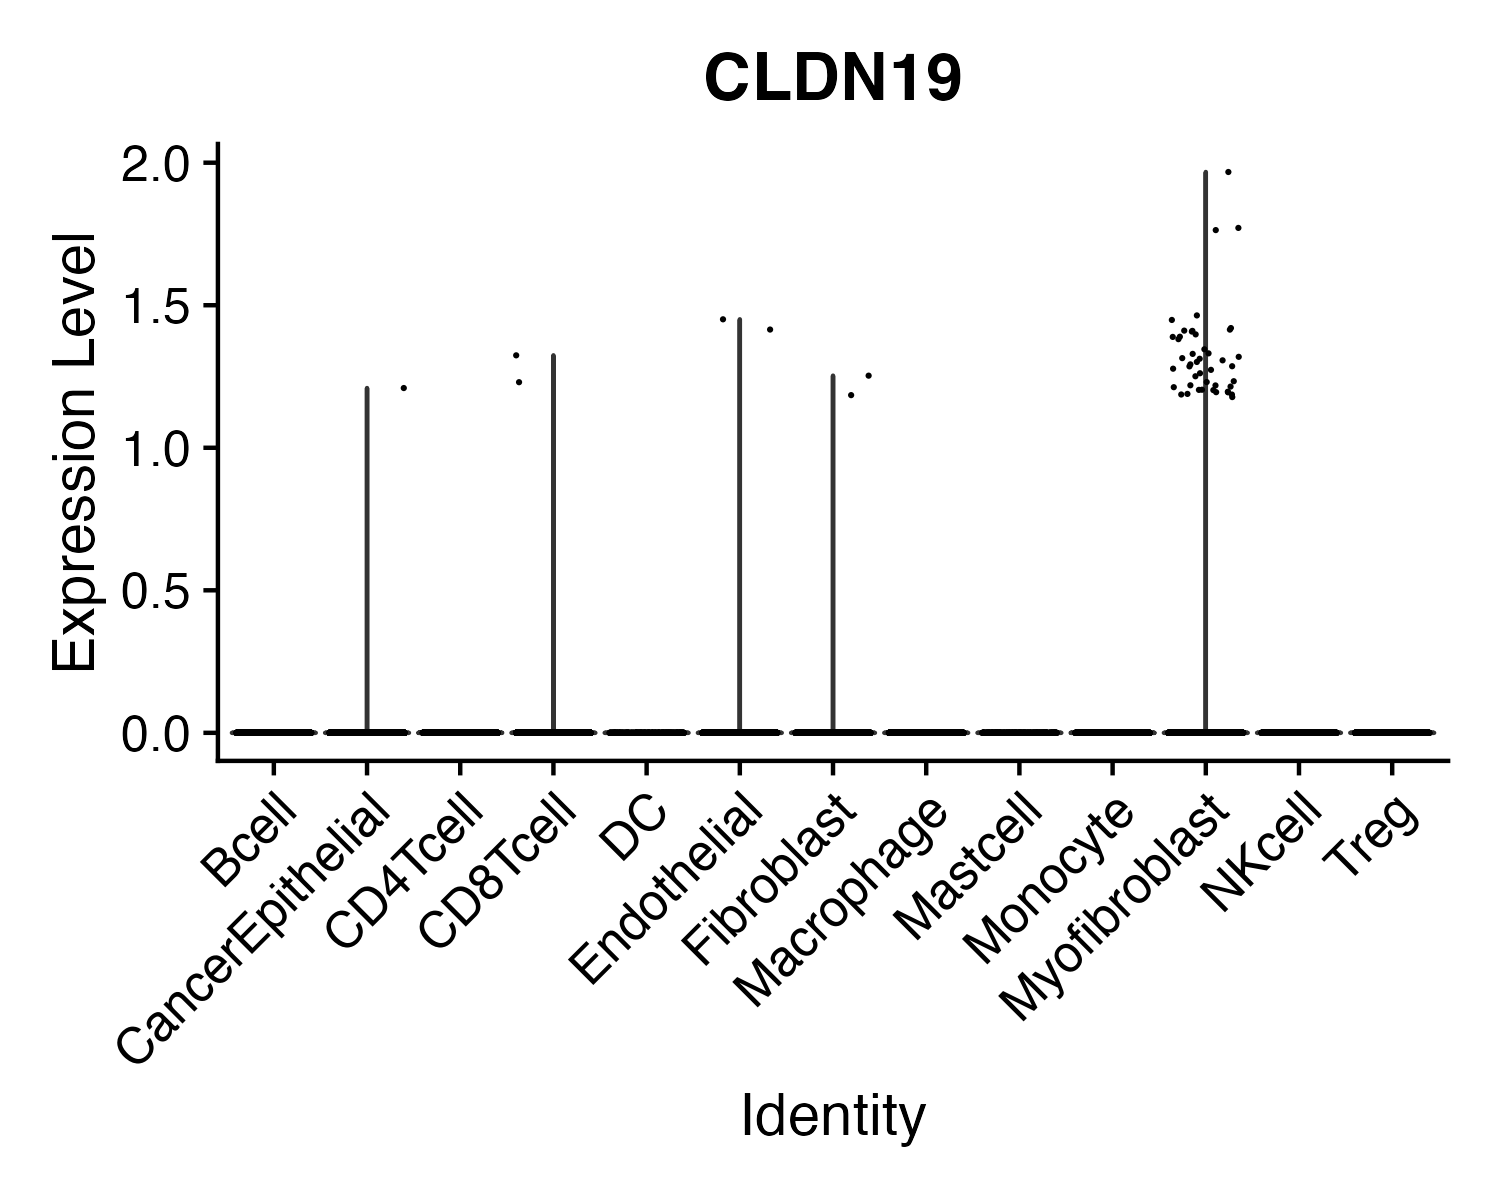 CLDN19
Expression Level
2.0
1.5
1.0
0.5
0.0
Bcell
CancerEpithelial
CD4Tcell
CD8Tcell
DC
Endothelial
Fibroblast
Macrophage
Mastcell
Monocyte
Myofibroblast
NKcell
Treg
Identity